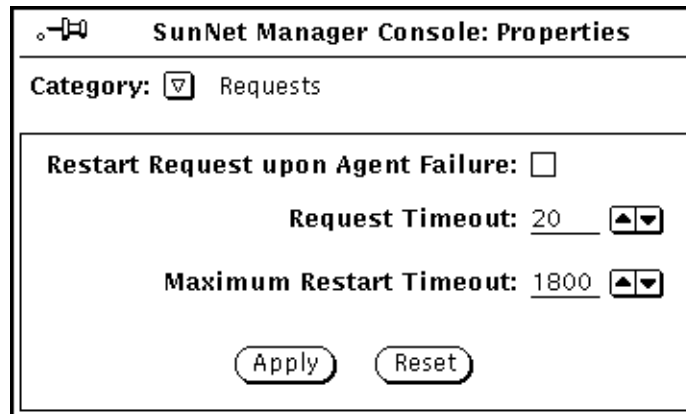 SunNet Manager Console: Properties
Category: Requests
Restart Request upon Agent Failure:
Request Timeout: 20
Maximum Restart Timeout: 1800
Apply Reset